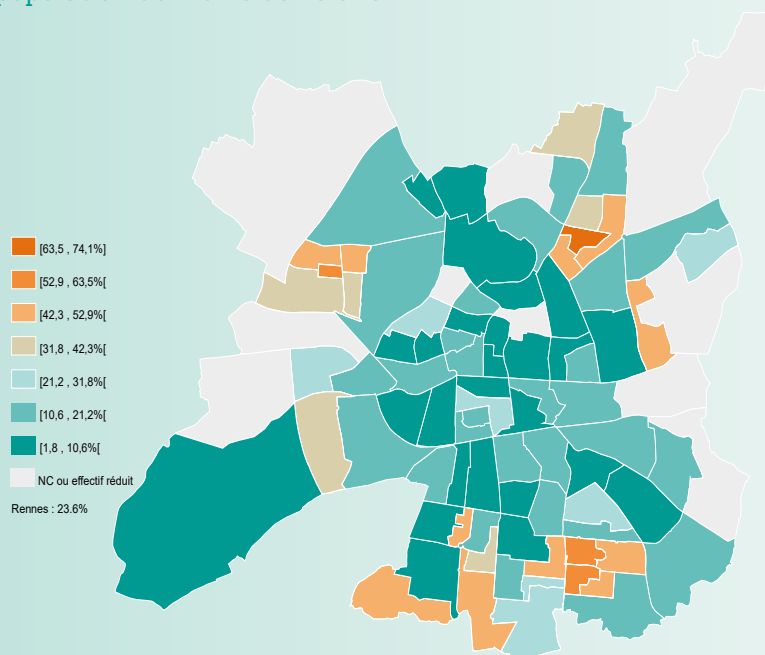 [63,5 , 74,1%]
[52,9 , 63,5%[
[42,3 , 52,9%[
[31,8 , 42,3%[
[21,2 , 31,8%[
[10,6 , 21,2%[
[1,8 , 10,6%[
NC ou effectif réduit
Rennes : 23.6%